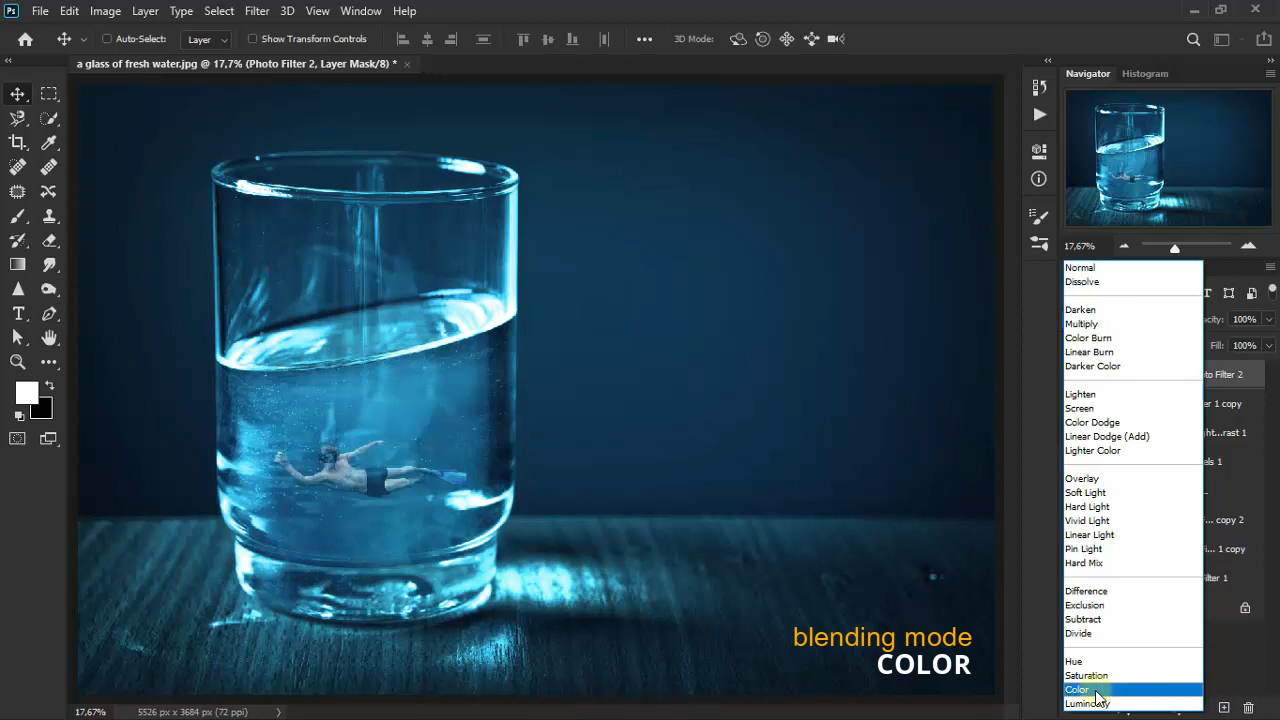 Ps File Edit Image Layer Type Select Filter 3D View Window Help
Auto-Select: Layer Show Transform Controls 3D Mode:
a glass of fresh water.jpg @ 17,7% (Photo Filter 2, Layer Mask/8) * ×
Navigator Histogram
17,67%
Normal
Dissolve
Darken
Multiply
Color Burn
Linear Burn
Darker Color
Lighten
Screen
Color Dodge
Linear Dodge (Add)
Lighter Color
Overlay
Soft Light
Hard Light
Vivid Light
Linear Light
Pin Light
Hard Mix
Difference
Exclusion
Subtract
Divide
Hue
Saturation
Color
Luminosity
acity: 100%
Fill: 100%
oto Filter 2
er 1 copy
ht...rast 1
els 1
... copy 2
i... 1 copy
ilter 1
blending mode
COLOR
17,67% 5526 px x 3684 px (72 ppi)